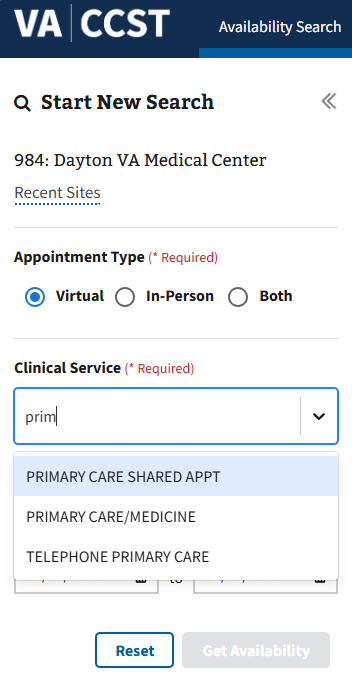 VA | CCST
Availability Search
Start New Search
984: Dayton VA Medical Center
Recent Sites
Appointment Type (* Required)
Virtual In-Person Both
Clinical Service (* Required)
prim
PRIMARY CARE SHARED APPT
PRIMARY CARE/MEDICINE
TELEPHONE PRIMARY CARE
to
Reset Get Availability